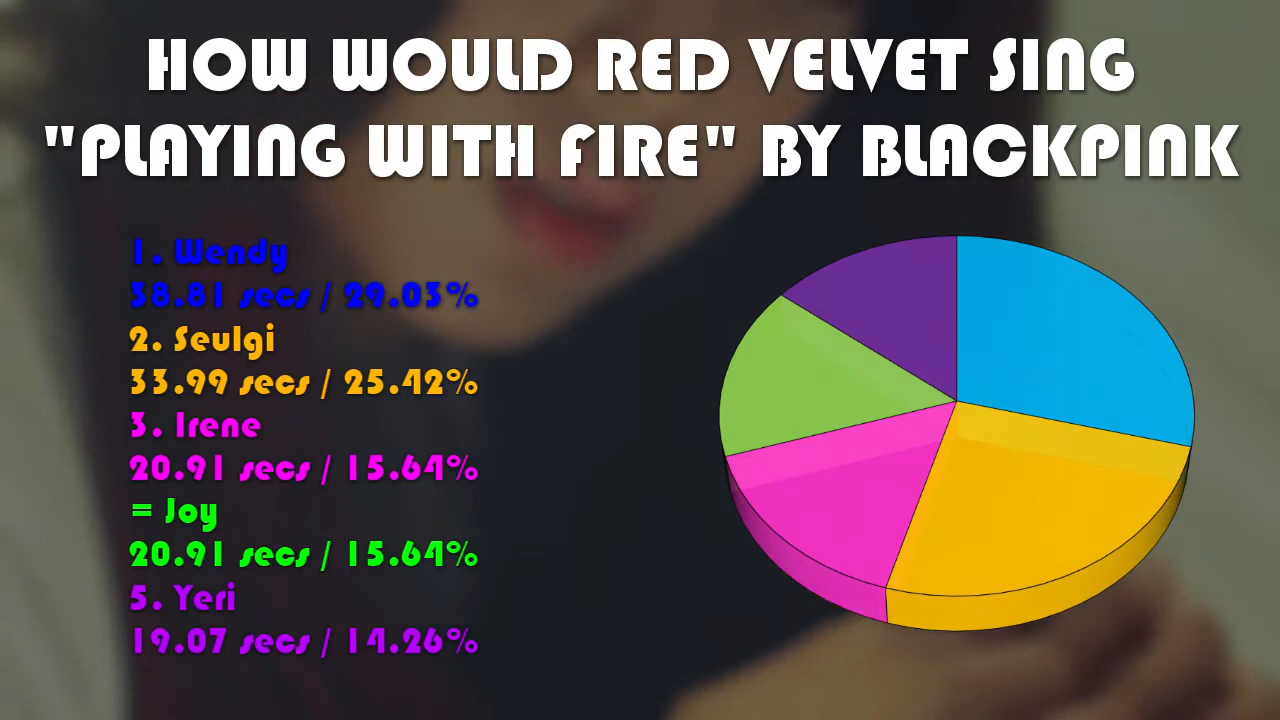 HOW WOULD RED VELVET SING
"PLAYING WITH FIRE" BY BLACKPINK
1. Wendy
38.81 secs / 29.03%
2. Seulgi
33.99 secs / 25.42%
3. Irene
20.91 secs / 15.64%
= Joy
20.91 secs / 15.64%
5. Yeri
19.07 secs / 14.26%